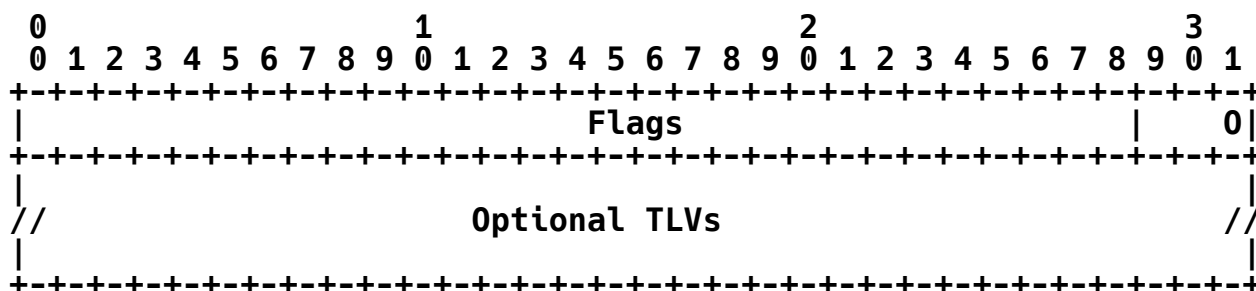 0                   1                   2                   3
 0 1 2 3 4 5 6 7 8 9 0 1 2 3 4 5 6 7 8 9 0 1 2 3 4 5 6 7 8 9 0 1
+-+-+-+-+-+-+-+-+-+-+-+-+-+-+-+-+-+-+-+-+-+-+-+-+-+-+-+-+-+-+-+-+
|                             Flags                       |    O|
+-+-+-+-+-+-+-+-+-+-+-+-+-+-+-+-+-+-+-+-+-+-+-+-+-+-+-+-+-+-+-+-+
|                                                               |
//                      Optional TLVs                          //
|                                                               |
+-+-+-+-+-+-+-+-+-+-+-+-+-+-+-+-+-+-+-+-+-+-+-+-+-+-+-+-+-+-+-+-+